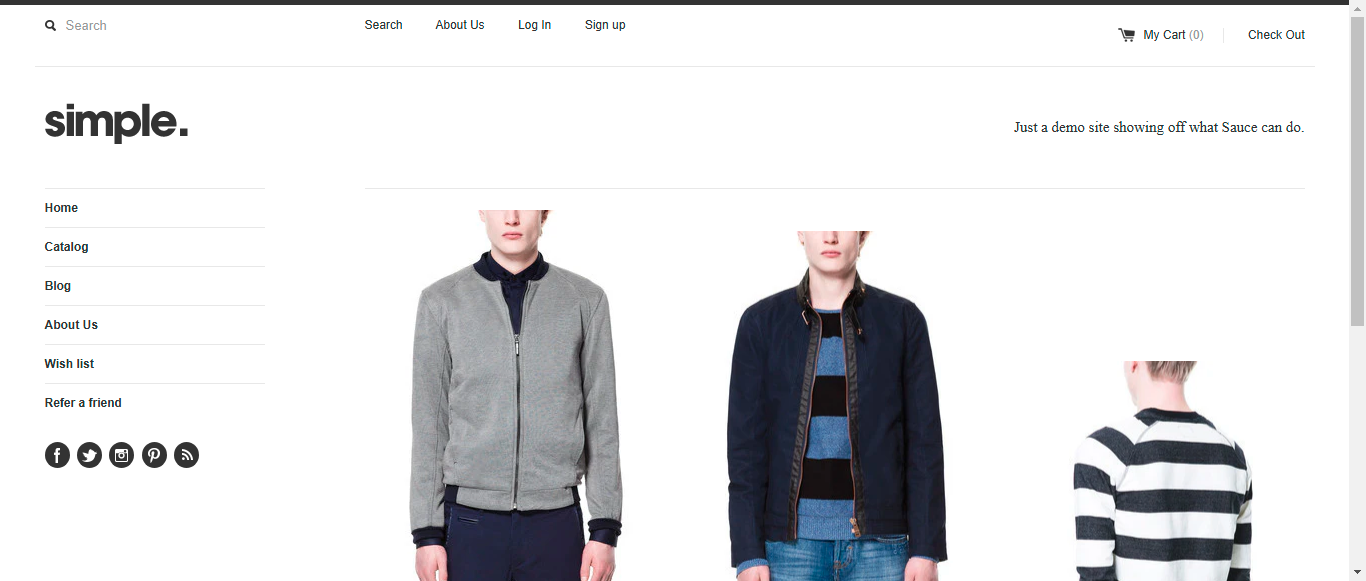 Search
Search About Us Log In Sign up
My Cart (0) Check Out
simple.
Just a demo site showing off what Sauce can do.
Home
Catalog
Blog
About Us
Wish list
Refer a friend